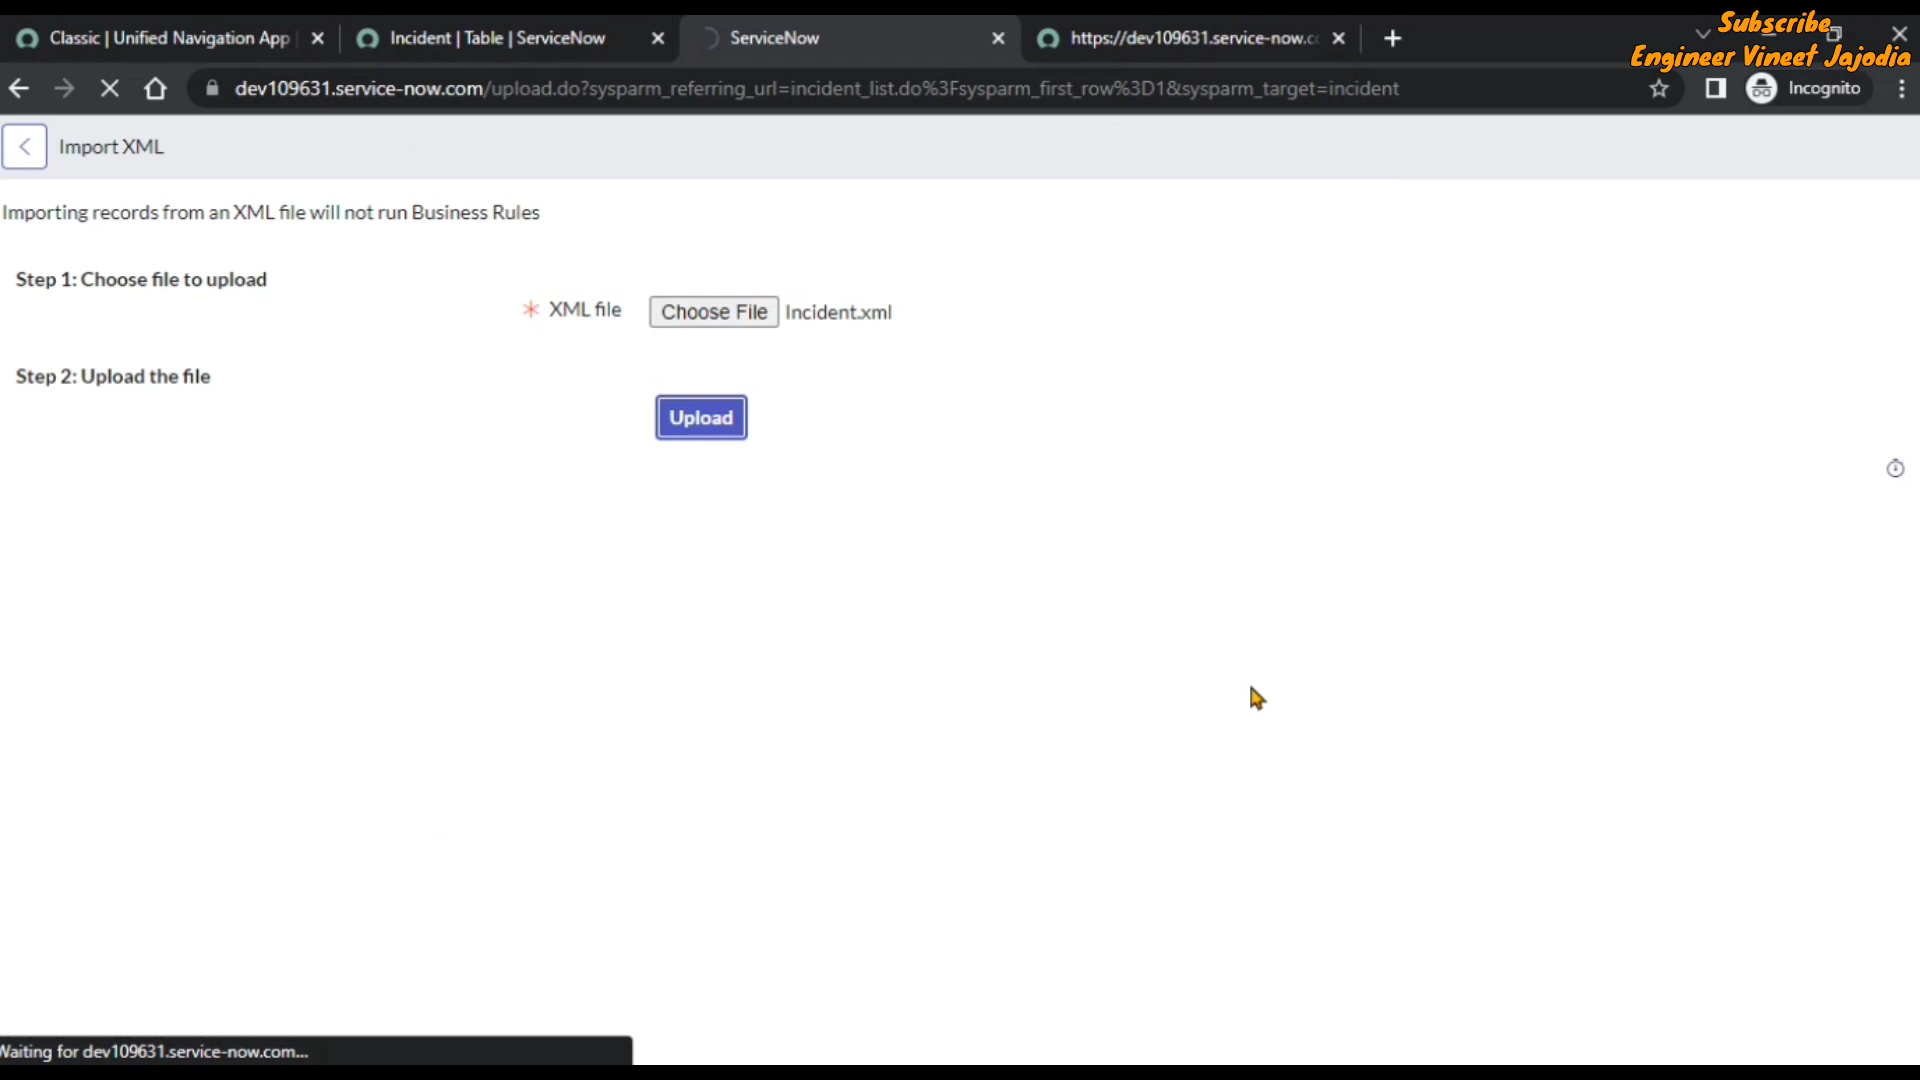 Subscribe
Engineer Vineet Jajodia
Classic | Unified Navigation App
Incident | Table | ServiceNow
ServiceNow
https://dev109631.service-now.c
dev109631.service-now.com/upload.do?sysparm_referring_url=incident_list.do%3Fsysparm_first_row%3D1&sysparm_target=incident
Incognito
Import XML
Importing records from an XML file will not run Business Rules
Step 1: Choose file to upload
XML file
Choose File Incident.xml
Step 2: Upload the file
Upload
Waiting for dev109631.service-now.com...